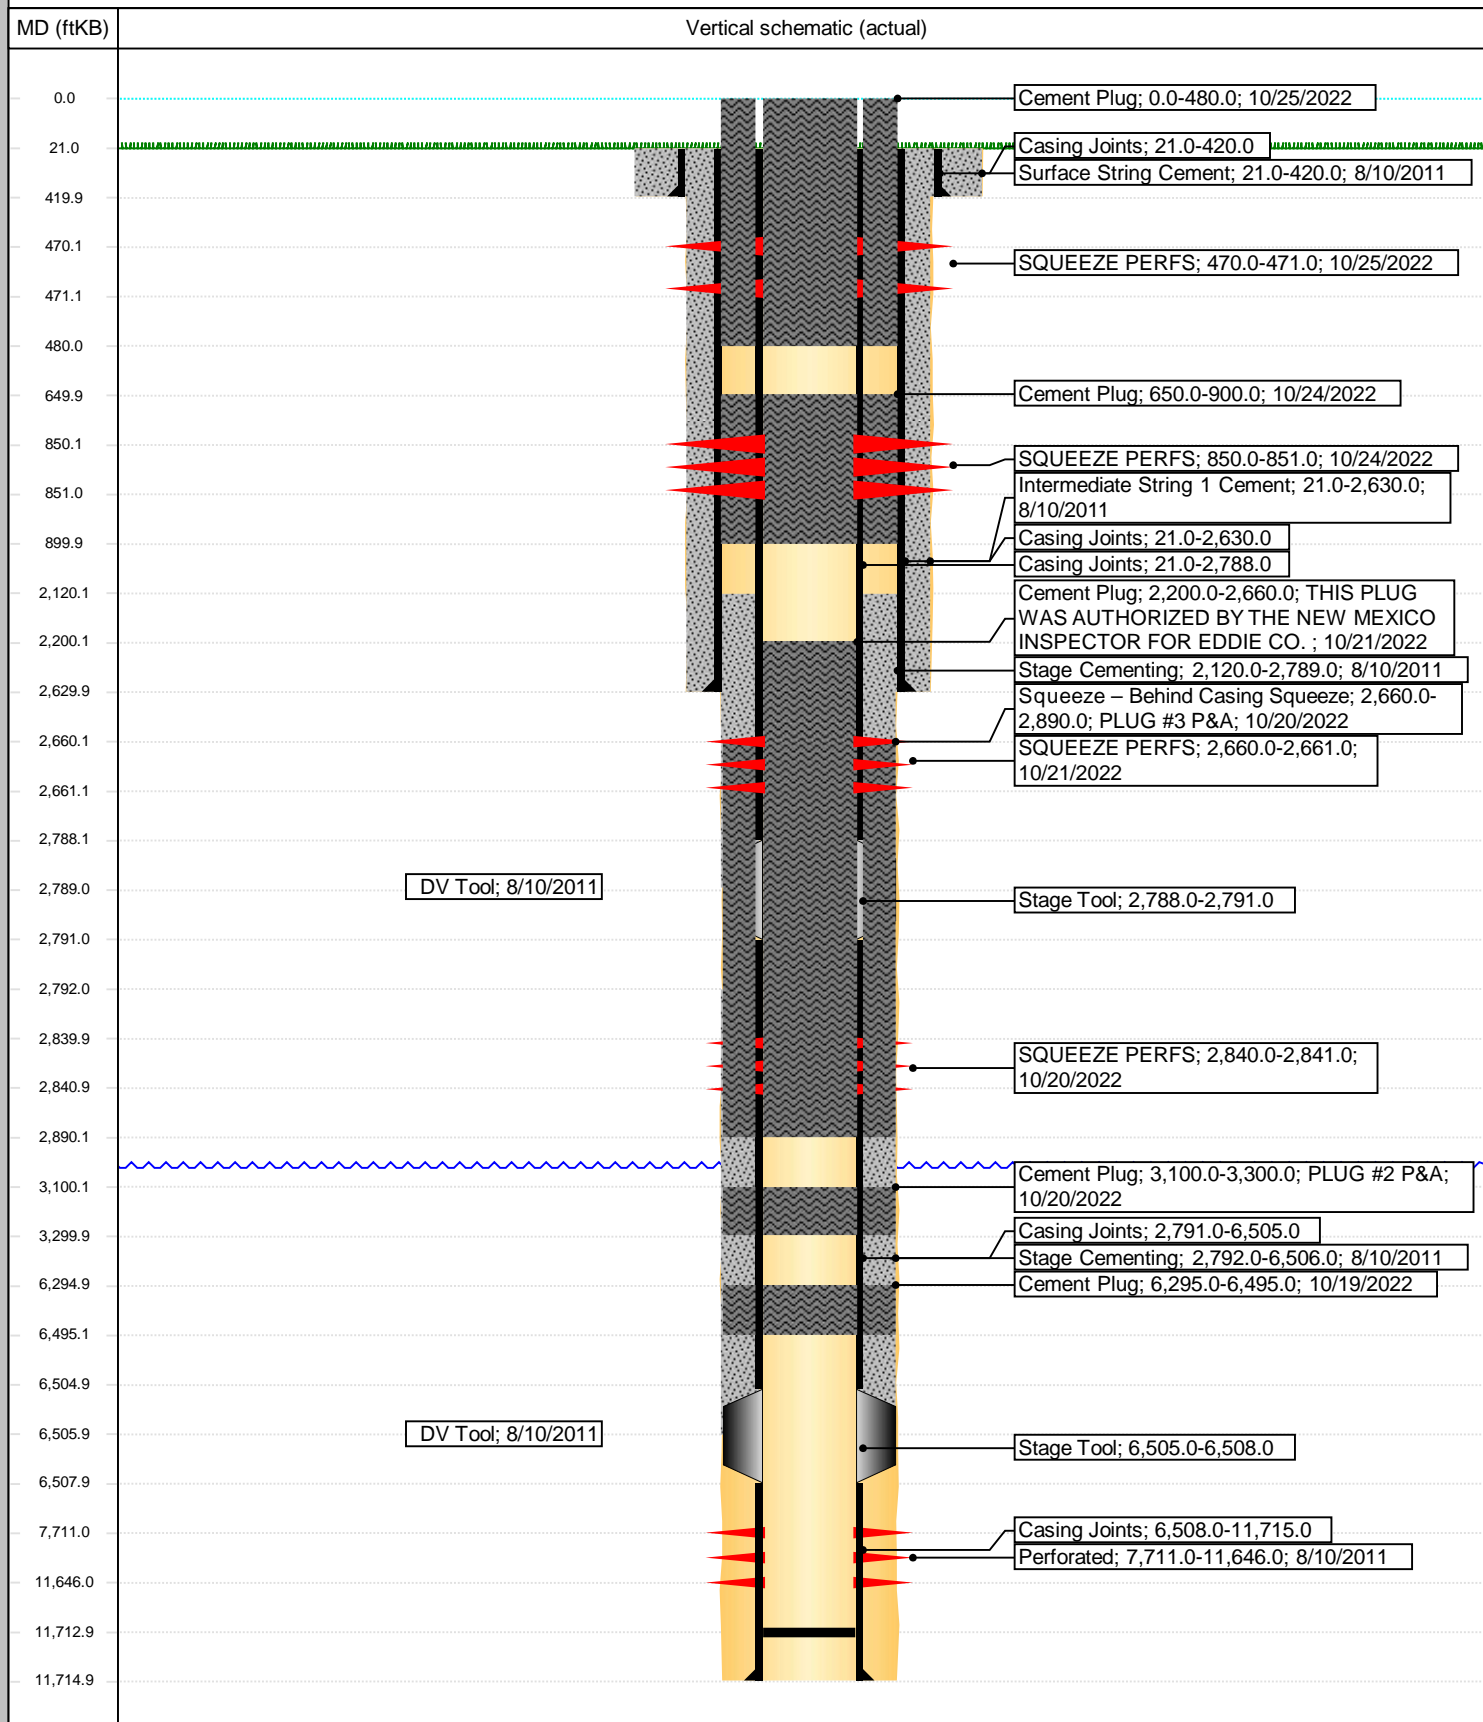 MD (ftKB)
Vertical schematic (actual)
0.0
Cement Plug; 0.0-480.0; 10/25/2022
21.0
Casing Joints; 21.0-420.0
Surface String Cement; 21.0-420.0; 8/10/2011
419.9
470.1
SQUEEZE PERFS; 470.0-471.0; 10/25/2022
471.1
480.0
649.9
Cement Plug; 650.0-900.0; 10/24/2022
850.1
SQUEEZE PERFS; 850.0-851.0; 10/24/2022
851.0
Intermediate String 1 Cement; 21.0-2,630.0;
8/10/2011
899.9
Casing Joints; 21.0-2,630.0
Casing Joints; 21.0-2,788.0
2,120.1
Cement Plug; 2,200.0-2,660.0; THIS PLUG
WAS AUTHORIZED BY THE NEW MEXICO
INSPECTOR FOR EDDIE CO. ; 10/21/2022
2,200.1
Stage Cementing; 2,120.0-2,789.0; 8/10/2011
2,629.9
Squeeze – Behind Casing Squeeze; 2,660.0-
2,890.0; PLUG #3 P&A; 10/20/2022
2,660.1
SQUEEZE PERFS; 2,660.0-2,661.0;
10/21/2022
2,661.1
2,788.1
DV Tool; 8/10/2011
2,789.0
Stage Tool; 2,788.0-2,791.0
2,791.0
2,792.0
2,839.9
SQUEEZE PERFS; 2,840.0-2,841.0;
10/20/2022
2,840.9
2,890.1
Cement Plug; 3,100.0-3,300.0; PLUG #2 P&A;
10/20/2022
3,100.1
3,299.9
Casing Joints; 2,791.0-6,505.0
Stage Cementing; 2,792.0-6,506.0; 8/10/2011
6,294.9
Cement Plug; 6,295.0-6,495.0; 10/19/2022
6,495.1
6,504.9
DV Tool; 8/10/2011
6,505.9
Stage Tool; 6,505.0-6,508.0
6,507.9
7,711.0
Casing Joints; 6,508.0-11,715.0
Perforated; 7,711.0-11,646.0; 8/10/2011
11,646.0
11,712.9
11,714.9